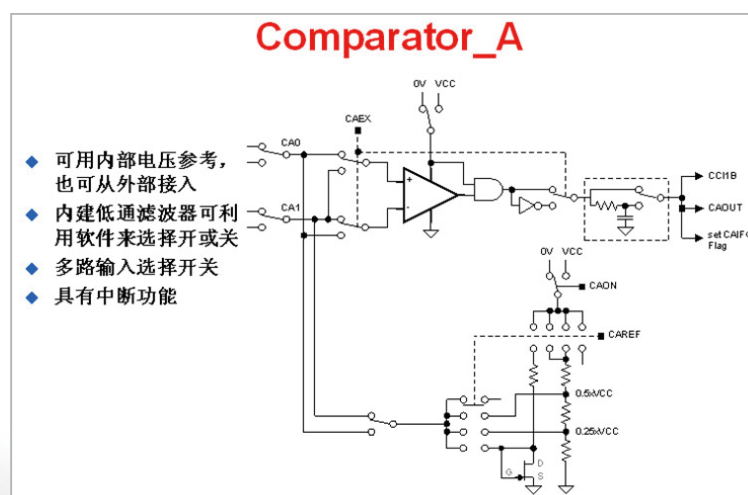 Comparator_A
可用内部电压参考，
也可从外部接入
内建低通滤波器可利
用软件来选择开或关
多路输入选择开关
具有中断功能
0V VCC
CAEX
CA0
CA1
+
-
CCI1B
CAOUT
set CAIFG
Flag
0V VCC
CAON
CAREF
0.5xVCC
0.25xVCC
G
D
S